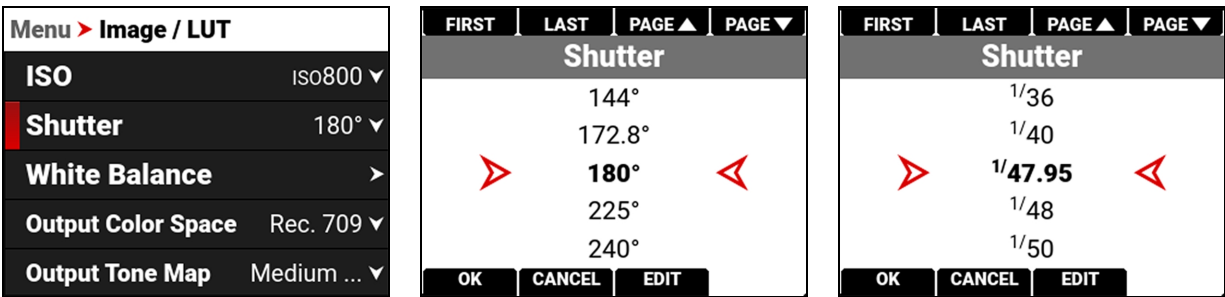 Menu > Image / LUT
ISO ISO800
Shutter 180°
White Balance
Output Color Space Rec. 709
Output Tone Map Medium ...
FIRST LAST PAGE▲ PAGE▼
Shutter
144°
172.8°
180°
225°
240°
OK CANCEL EDIT
FIRST LAST PAGE▲ PAGE▼
Shutter
1/36
1/40
1/47.95
1/48
1/50
OK CANCEL EDIT